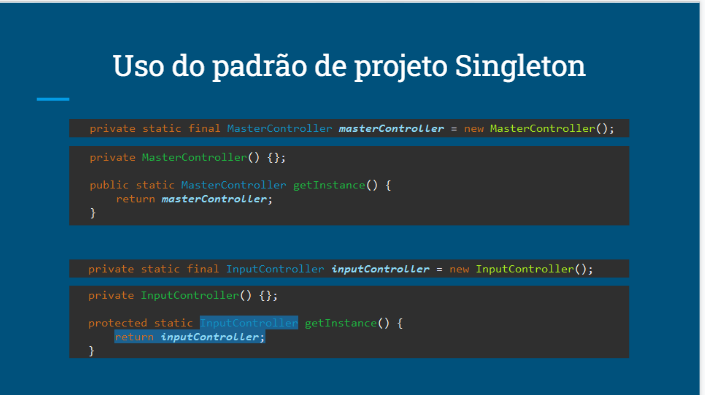 Uso do padrão de projeto Singleton
private static final MasterController masterController = new MasterController();
private MasterController() {};
public static MasterController getInstance() {
return masterController;
}
private static final InputController inputController = new InputController();
private InputController() {};
protected static InputController getInstance() {
return inputController;
}